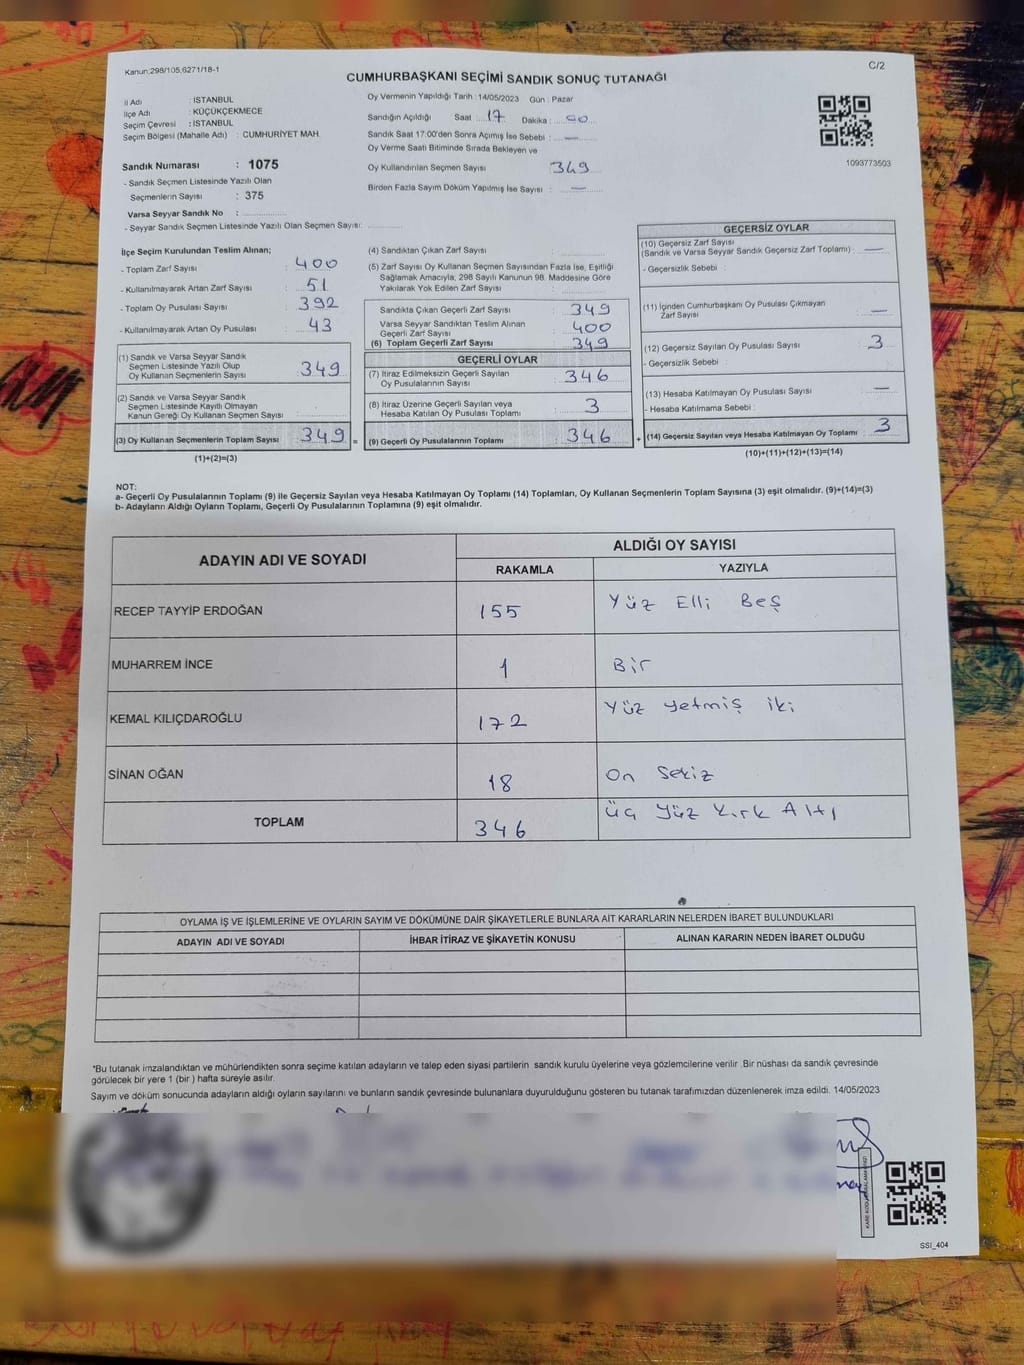 Kanun:298/105,6271/18-1
C/2
CUMHURBAŞKANI SEÇİMİ SANDIK SONUÇ TUTANAĞI
İl Adı : İSTANBUL
İlçe Adı : KÜÇÜKÇEKMECE
Seçim Çevresi : İSTANBUL
Seçim Bölgesi (Mahalle Adı) : CUMHURİYET MAH.
Sandık Numarası : 1075
- Sandık Seçmen Listesinde Yazılı Olan
Seçmenlerin Sayısı : 375
Varsa Seyyar Sandık No :
- Seyyar Sandık Seçmen Listesinde Yazılı Olan Seçmen Sayısı:
Oy Vermenin Yapıldığı Tarih : 14/05/2023 Gün : Pazar
Sandığın Açıldığı Saat 17 Dakika : 00
Sandık Saat 17:00'den Sonra Açımış İse Sebebi : —
Oy Verme Saati Bitiminde Sırada Bekleyen ve
Oy Kullandırılan Seçmen Sayısı 349
Birden Fazla Sayım Döküm Yapılmış İse Sayısı : —
1093773503
İlçe Seçim Kurulundan Teslim Alınan;
- Toplam Zarf Sayısı : 400
- Kullanılmayarak Artan Zarf Sayısı : 51
- Toplam Oy Pusulası Sayısı : 392
- Kullanılmayarak Artan Oy Pusulası : 43
(1) Sandık ve Varsa Seyyar Sandık
Seçmen Listesinde Yazılı Olup
Oy Kullanan Seçmenlerin Sayısı : 349
(2) Sandık ve Varsa Seyyar Sandık
Seçmen Listesinde Kayıtlı Olmayan
Kanun Gereği Oy Kullanan Seçmen Sayısı :
(3) Oy Kullanan Seçmenlerin Toplam Sayısı : 349 =
(1)+(2)=(3)
(4) Sandıktan Çıkan Zarf Sayısı :
(5) Zarf Sayısı Oy Kullanan Seçmen Sayısından Fazla İse, Eşitliği
Sağlamak Amacıyla; 298 Sayılı Kanunun 98. Maddesine Göre
Yakılarak Yok Edilen Zarf Sayısı :
Sandıkta Çıkan Geçerli Zarf Sayısı : 349
Varsa Seyyar Sandıktan Teslim Alınan
Geçerli Zarf Sayısı : 400
(6) Toplam Geçerli Zarf Sayısı : 349
GEÇERLİ OYLAR
(7) İtiraz Edilmeksizin Geçerli Sayılan
Oy Pusulalarının Sayısı : 346
(8) İtiraz Üzerine Geçerli Sayılan veya
Hesaba Katılan Oy Pusulaları Toplamı : 3
(9) Geçerli Oy Pusulalarının Toplamı : 346 +
GEÇERSİZ OYLAR
(10) Geçersiz Zarf Sayısı
(Sandık ve Varsa Seyyar Sandık Geçersiz Zarf Toplamı) : —
- Geçersizlik Sebebi :
(11) İçinden Cumhurbaşkanı Oy Pusulası Çıkmayan
Zarf Sayısı : —
(12) Geçersiz Sayılan Oy Pusulası Sayısı : 3
- Geçersizlik Sebebi :
(13) Hesaba Katılmayan Oy Pusulası Sayısı : —
- Hesaba Katılmama Sebebi :
(14) Geçersiz Sayılan veya Hesaba Katılmayan Oy Toplamı : 3
(10)+(11)+(12)+(13)=(14)
NOT:
a- Geçerli Oy Pusulalarının Toplamı (9) ile Geçersiz Sayılan veya Hesaba Katılmayan Oy Toplamı (14) Toplamları, Oy Kullanan Seçmenlerin Toplam Sayısına (3) eşit olmalıdır. (9)+(14)=(3)
b- Adayların Aldığı Oyların Toplamı, Geçerli Oy Pusulalarının Toplamına (9) eşit olmalıdır.
ADAYIN ADI VE SOYADI ALDIĞI OY SAYISI
RAKAMLA YAZIYLA
RECEP TAYYİP ERDOĞAN 155 Yüz Elli Beş
MUHARREM İNCE 1 Bir
KEMAL KILIÇDAROĞLU 172 Yüz yetmiş iki
SİNAN OĞAN 18 On Sekiz
TOPLAM 346 üç yüz Kırk Altı
OYLAMA İŞ VE İŞLEMLERİNE VE OYLARIN SAYIM VE DÖKÜMÜNE DAİR ŞİKAYETLERLE BUNLARA AİT KARARLARIN NELERDEN İBARET BULUNDUKLARI
ADAYIN ADI VE SOYADI İHBAR İTİRAZ VE ŞİKAYETİN KONUSU ALINAN KARARIN NEDEN İBARET OLDUĞU
*Bu tutanak imzalandıktan ve mühürlendikten sonra seçime katılan adayların ve talep eden siyasi partilerin sandık kurulu üyelerine veya gözlemcilerine verilir .Bir nüshası da sandık çevresinde
görülecek bir yere 1 (bir ) hafta süreyle asılır.
Sayım ve döküm sonucunda adayların aldığı oyların sayılarını ve bunların sandık çevresinde bulunanlara duyurulduğunu gösteren bu tutanak tarafımızdan düzenlenerek imza edildi. 14/05/2023
SSİ_404